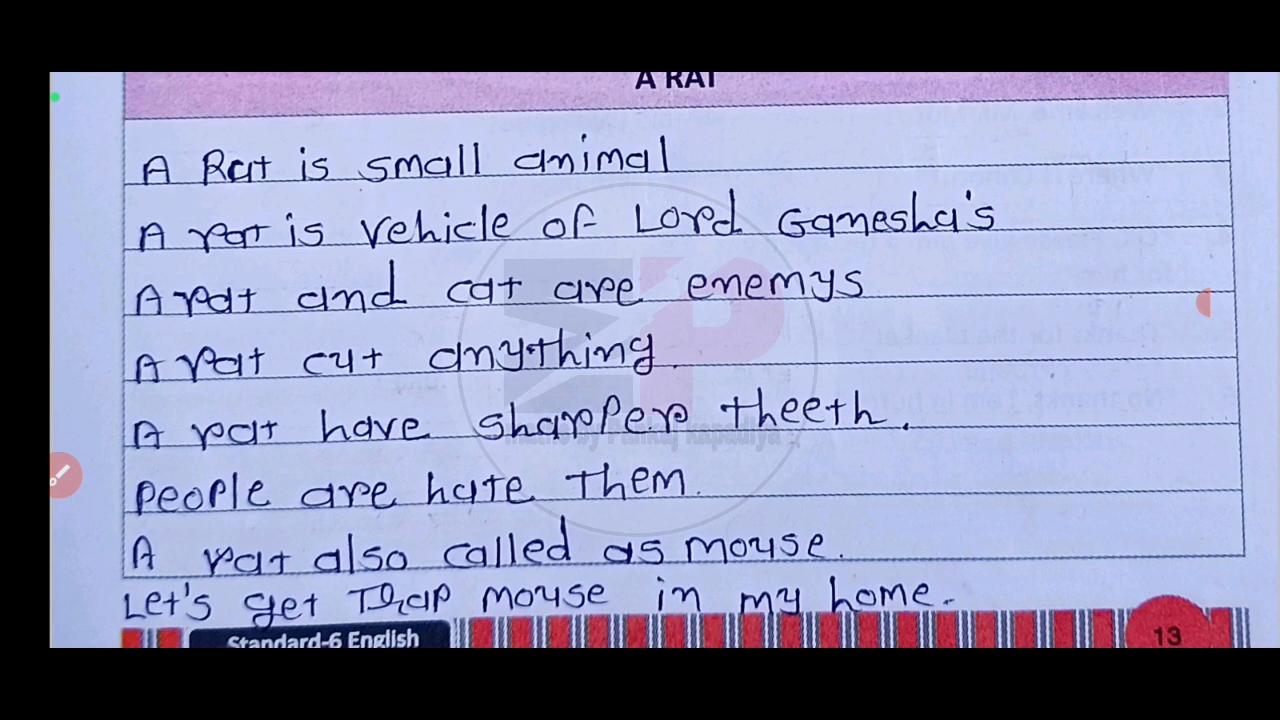 A RAT
A Rat is small animal
A rat is vehicle of Lord Ganesha's
A rat and cat are enemys
A rat cut anything.
A rat have sharper theeth.
People are hate them.
A rat also called as mouse.
Let's get Thap mouse in my home.
Standard-6 English
13